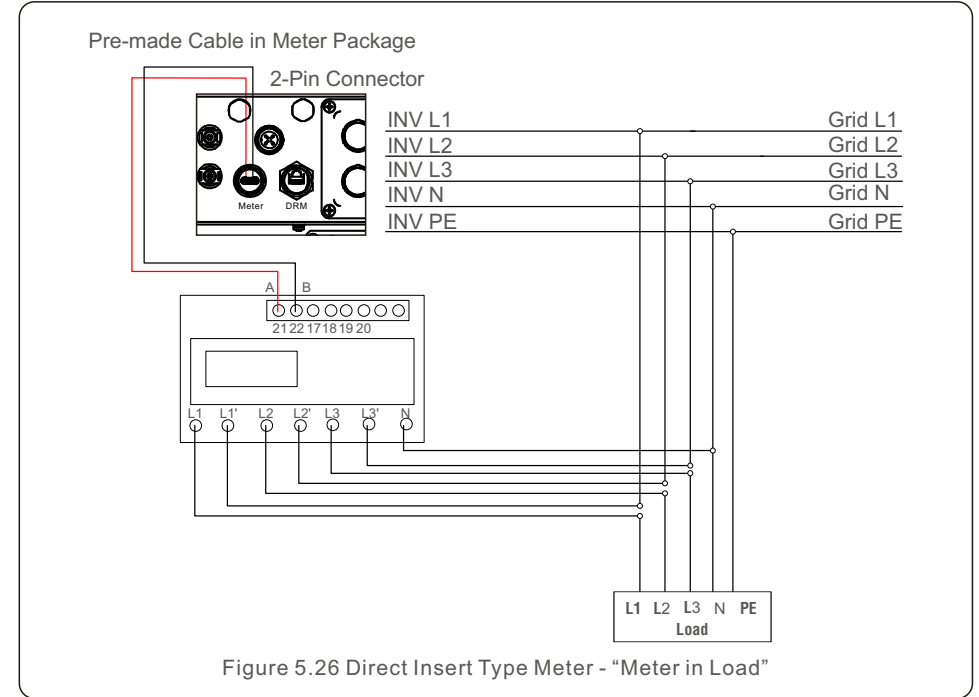 Pre-made Cable in Meter Package
2-Pin Connector
INV L1 Grid L1
INV L2 Grid L2
INV L3 Grid L3
INV N Grid N
INV PE Grid PE
Meter DRM
A B
21 22 17 18 19 20
L1 L1' L2 L2' L3 L3' N
L1 L2 L3 N PE
Load
Figure 5.26 Direct Insert Type Meter - “Meter in Load”